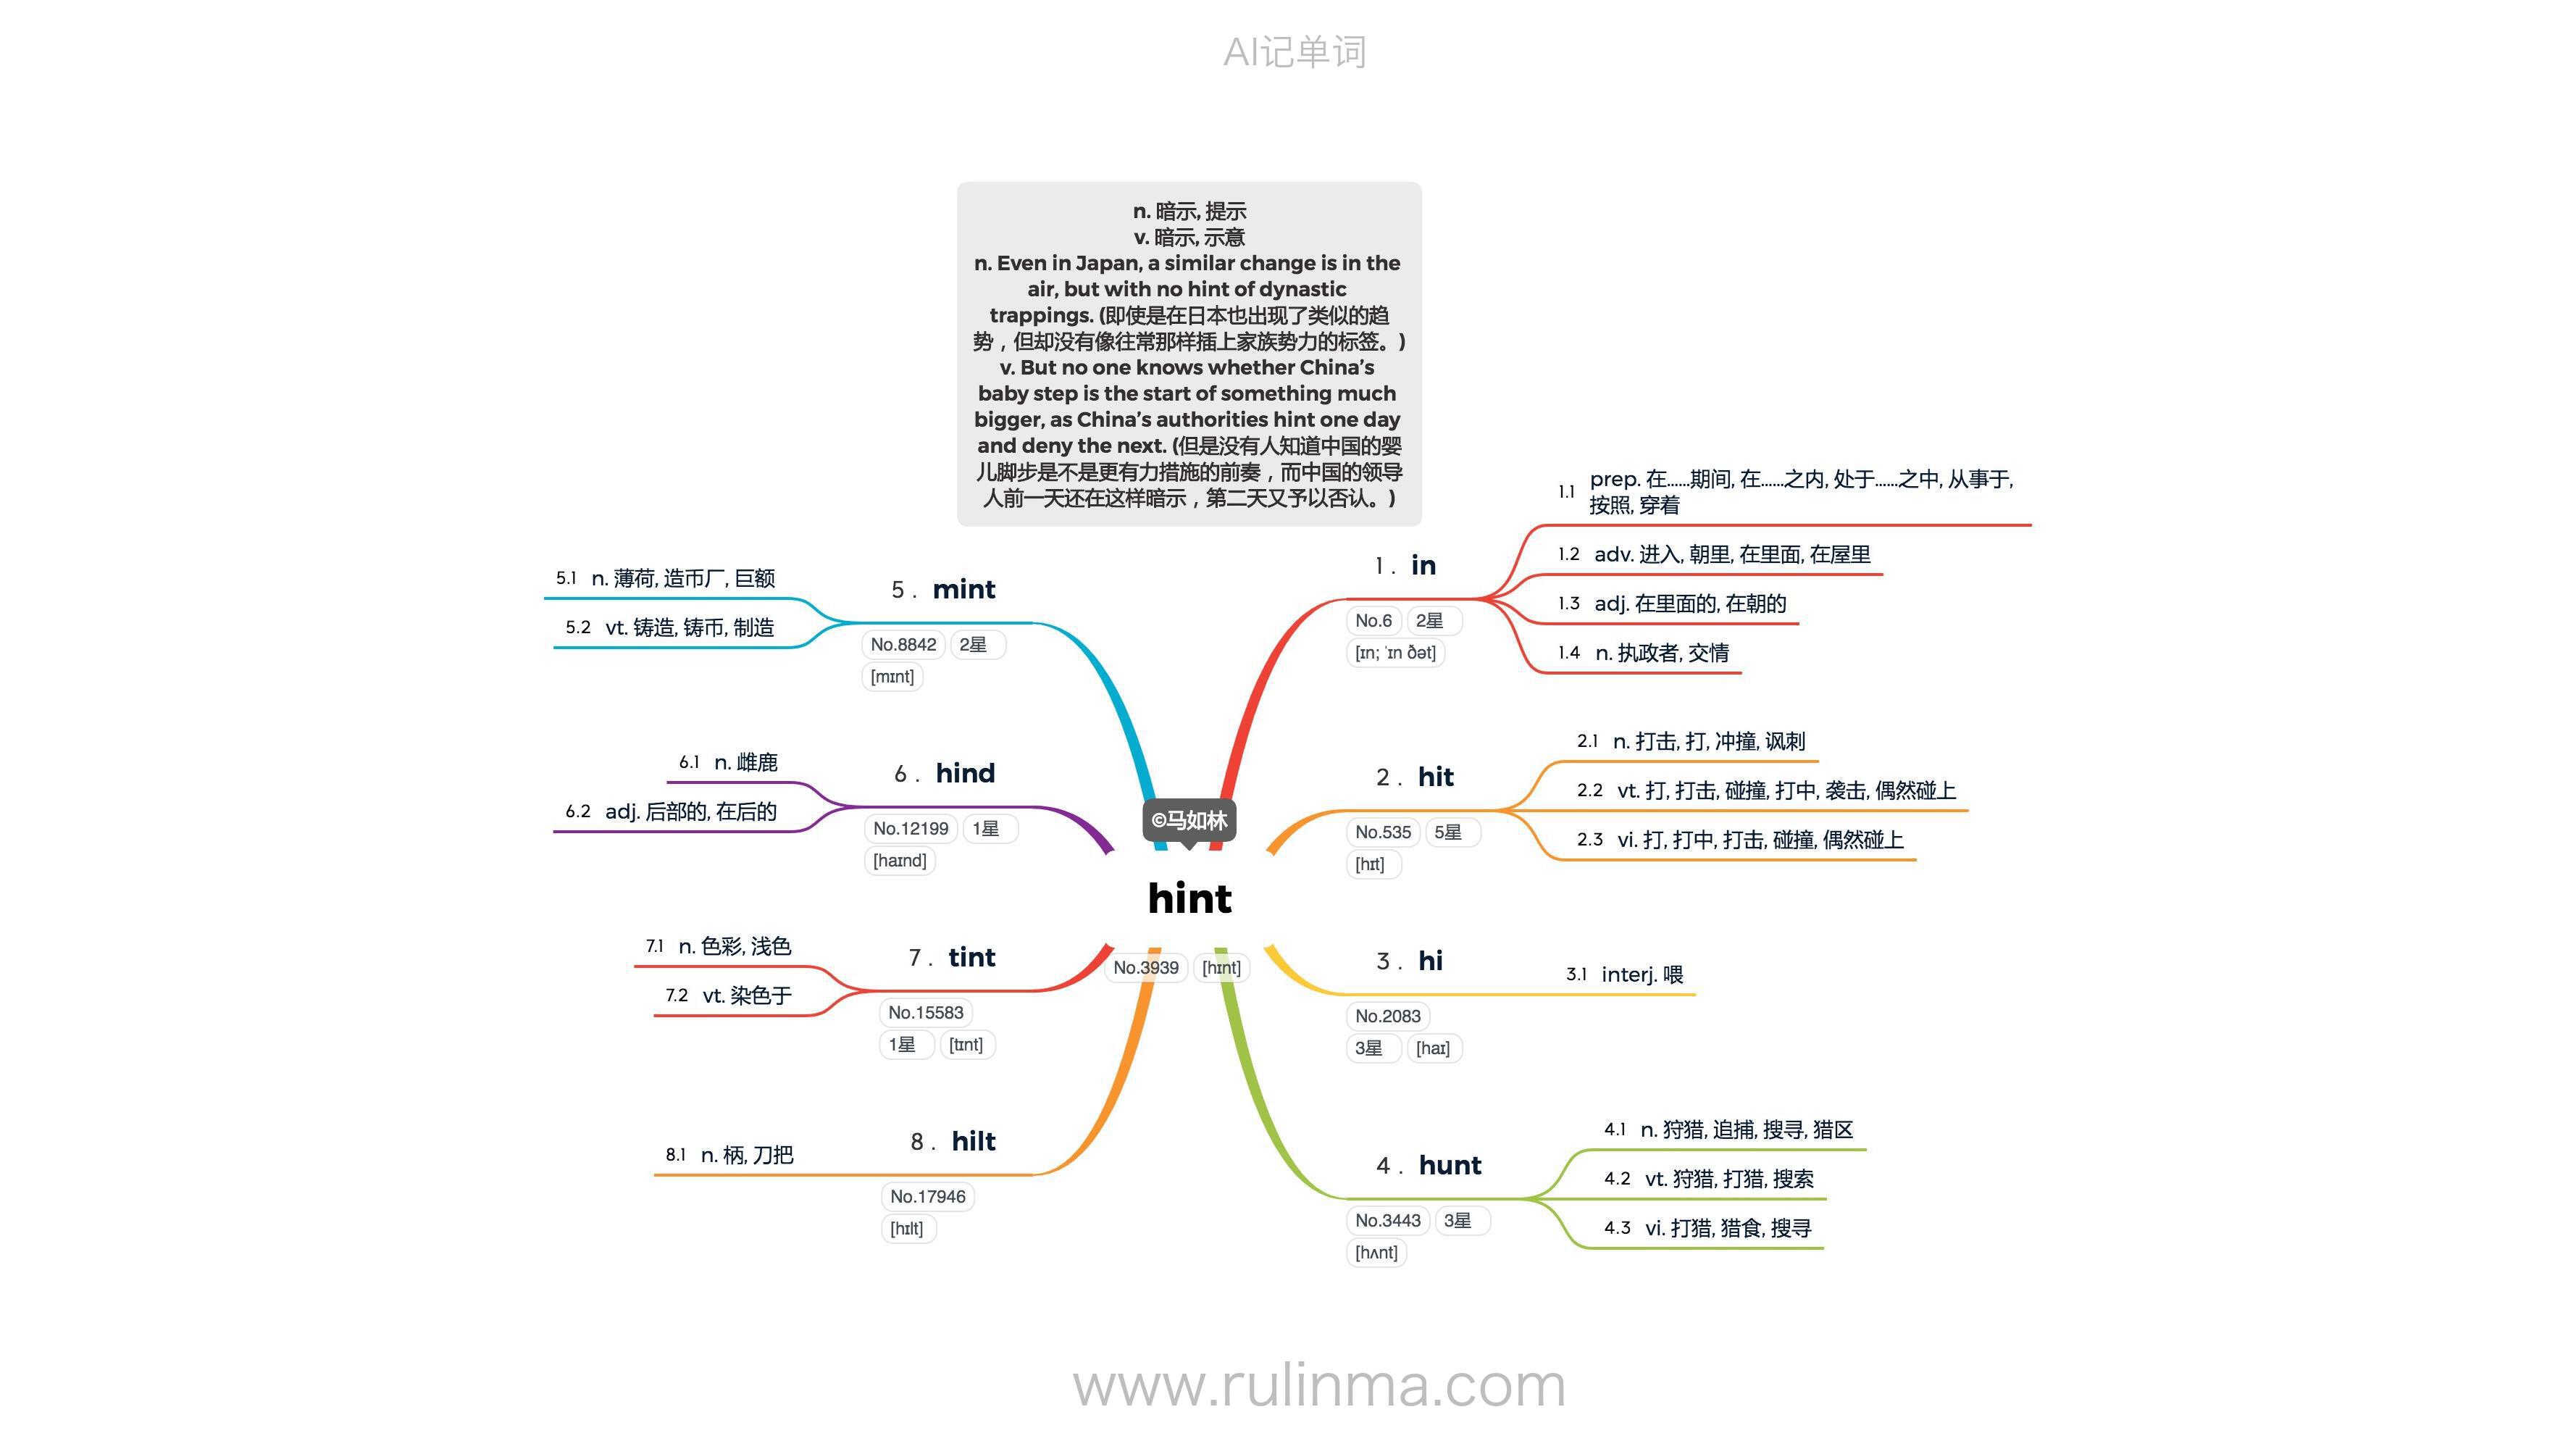 AI记单词
n. 暗示, 提示
v. 暗示, 示意
n. Even in Japan, a similar change is in the
air, but with no hint of dynastic
trappings. (即使是在日本也出现了类似的趋
势，但却没有像往常那样插上家族势力的标签。)
v. But no one knows whether China's
baby step is the start of something much
bigger, as China's authorities hint one day
and deny the next. (但是没有人知道中国的婴
儿脚步是不是更有力措施的前奏，而中国的领导
人前一天还在这样暗示，第二天又予以否认。)
©马如林
hint
No.3939 [hɪnt]
1. in
No.6 2星
[ɪn; ˈɪn ðət]
1.1 prep. 在......期间, 在......之内, 处于......之中, 从事于,
按照, 穿着
1.2 adv. 进入, 朝里, 在里面, 在屋里
1.3 adj. 在里面的, 在朝的
1.4 n. 执政者, 交情
2. hit
No.535 5星
[hɪt]
2.1 n. 打击, 打, 冲撞, 讽刺
2.2 vt. 打, 打击, 碰撞, 打中, 袭击, 偶然碰上
2.3 vi. 打, 打中, 打击, 碰撞, 偶然碰上
3. hi
No.2083
3星 [haɪ]
3.1 interj. 喂
4. hunt
No.3443 3星
[hʌnt]
4.1 n. 狩猎, 追捕, 搜寻, 猎区
4.2 vt. 狩猎, 打猎, 搜索
4.3 vi. 打猎, 猎食, 搜寻
5. mint
No.8842 2星
[mɪnt]
5.1 n. 薄荷, 造币厂, 巨额
5.2 vt. 铸造, 铸币, 制造
6. hind
No.12199 1星
[haɪnd]
6.1 n. 雌鹿
6.2 adj. 后部的, 在后的
7. tint
No.15583
1星 [tɪnt]
7.1 n. 色彩, 浅色
7.2 vt. 染色于
8. hilt
No.17946
[hɪlt]
8.1 n. 柄, 刀把
www.rulinma.com